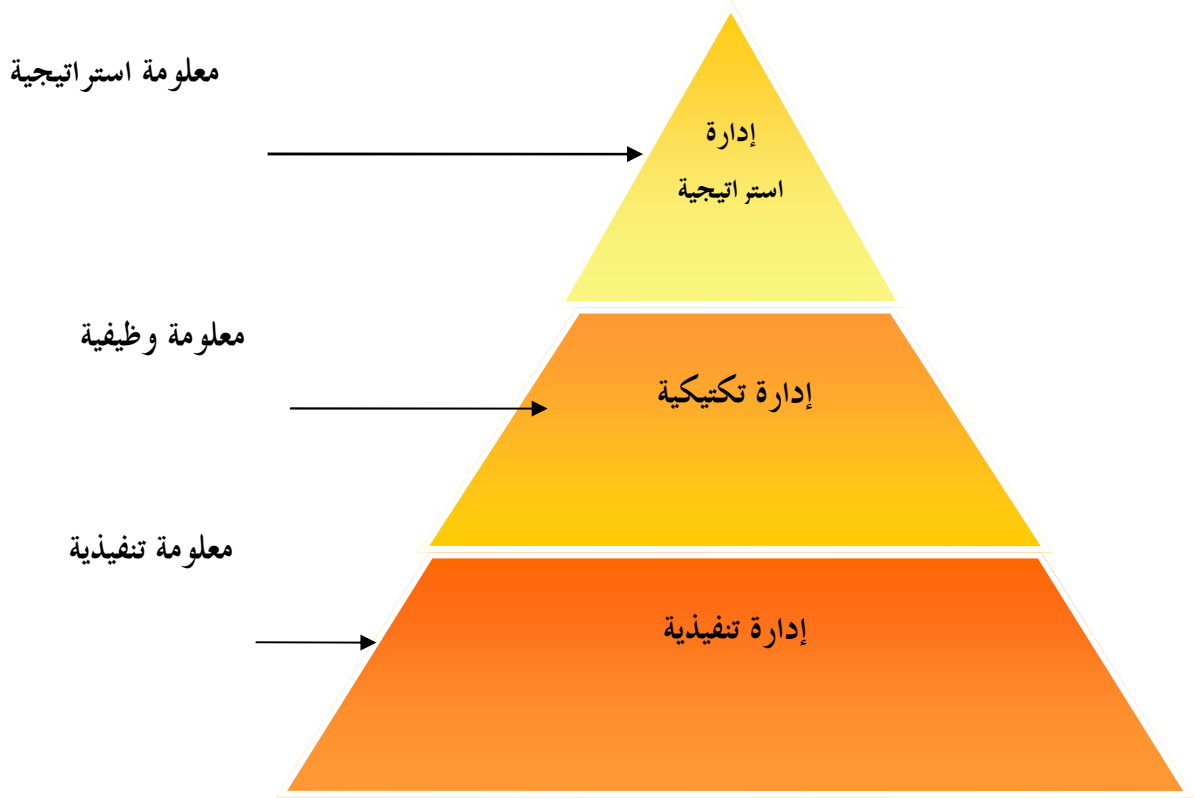 معلومة استراتيجية
إدارة
استراتيجية
معلومة وظيفية
إدارة تكتيكية
معلومة تنفيذية
إدارة تنفيذية